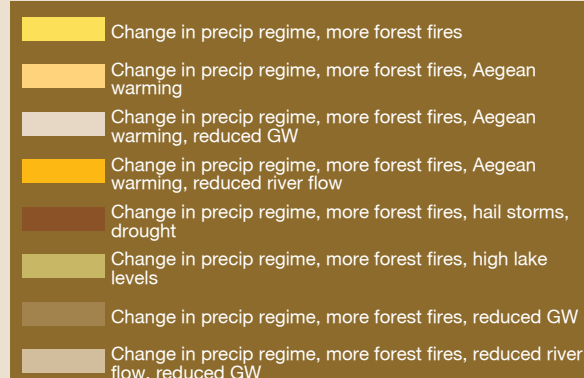 Change in precip regime, more forest fires
Change in precip regime, more forest fires, Aegean
warming
Change in precip regime, more forest fires, Aegean
warming, reduced GW
Change in precip regime, more forest fires, Aegean
warming, reduced river flow
Change in precip regime, more forest fires, hail storms,
drought
Change in precip regime, more forest fires, high lake
levels
Change in precip regime, more forest fires, reduced GW
Change in precip regime, more forest fires, reduced river
flow, reduced GW